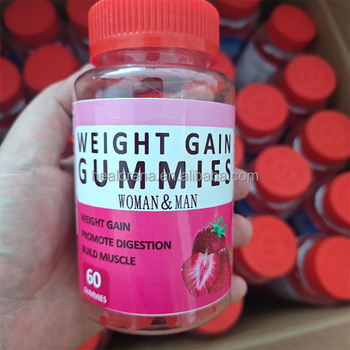 WEIGHT GAIN
GUMMIES
WOMAN & MAN
WEIGHT GAIN
PROMOTE DIGESTION
BUILD MUSCLE
60
GUMMIES